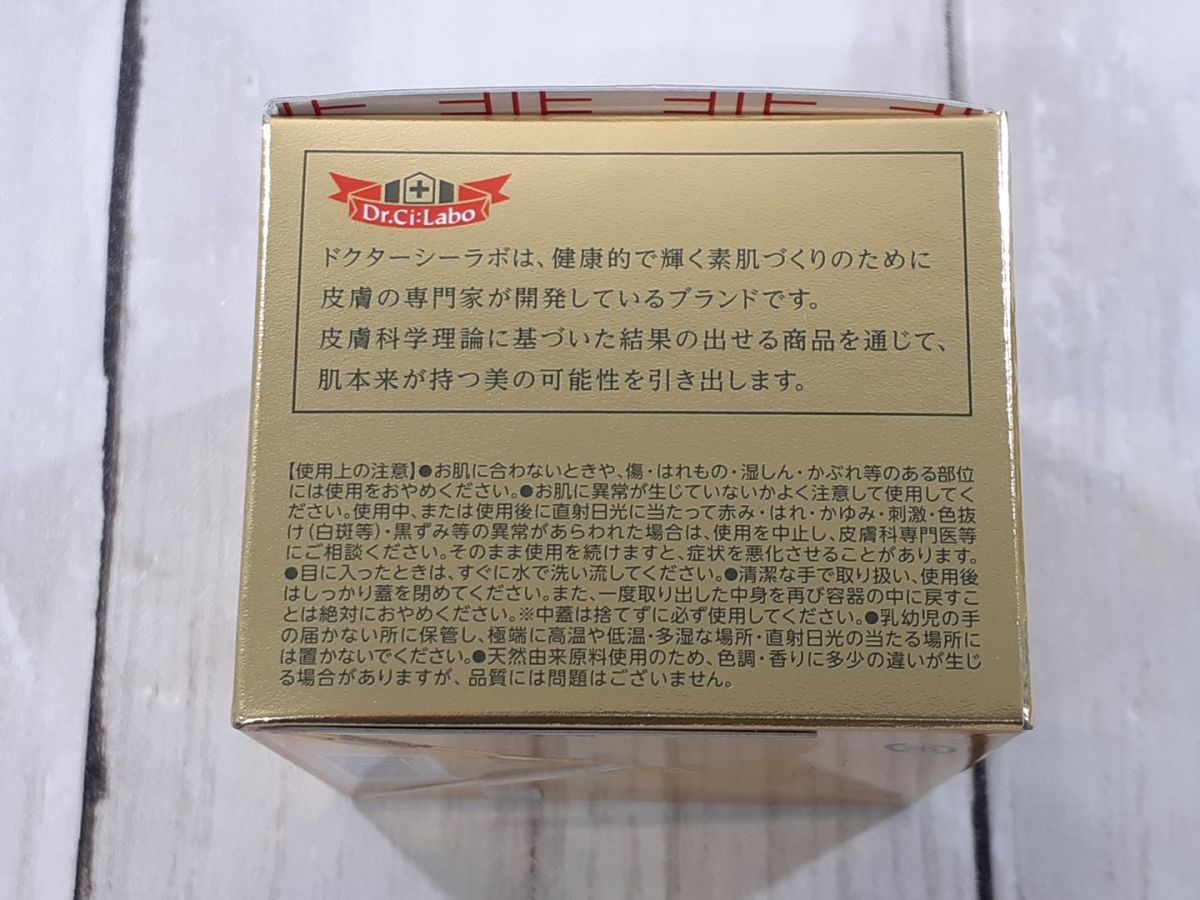 Dr.Ci:Labo
ドクターシーラボは、健康的で輝く素肌づくりのために
皮膚の専門家が開発しているブランドです。
皮膚科学理論に基づいた結果の出せる商品を通じて、
肌本来が持つ美の可能性を引き出します。
【使用上の注意】●お肌に合わないときや、傷・はれもの・湿しん・かぶれ等のある部位
には使用をおやめください。●お肌に異常が生じていないかよく注意して使用してく
ださい。使用中、または使用後に直射日光に当たって赤み・はれ・かゆみ・刺激・色抜
け(白斑等)・黒ずみ等の異常があらわれた場合は、使用を中止し、皮膚科専門医等
にご相談ください。そのまま使用を続けますと、症状を悪化させることがあります。
●目に入ったときは、すぐに水で洗い流してください。●清潔な手で取り扱い、使用後
はしっかり蓋を閉めてください。また、一度取り出した中身を再び容器の中に戻すこ
とは絶対におやめください。※中蓋は捨てずに必ず使用してください。●乳幼児の手
の届かない所に保管し、極端に高温や低温・多湿な場所・直射日光の当たる場所に
は置かないでください。●天然由来原料使用のため、色調・香りに多少の違いが生じ
る場合がありますが、品質には問題はございません。